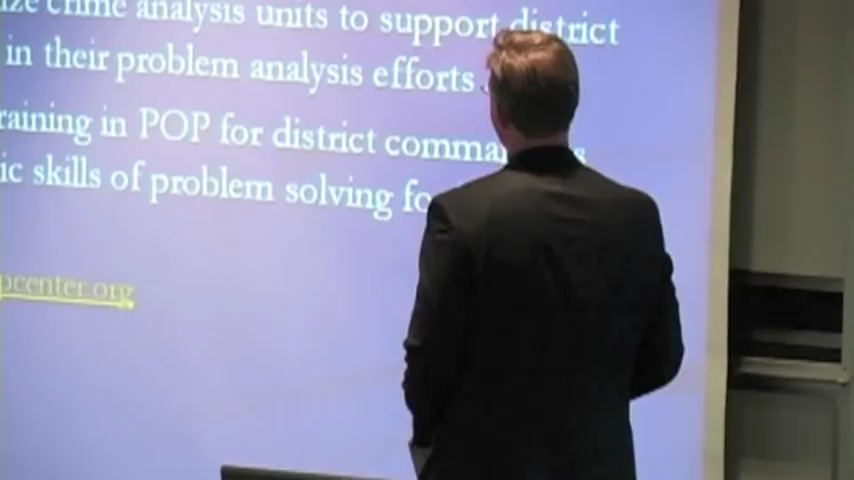 ize crime analysis units to support district
in their problem analysis efforts
raining in POP for district comma s
ic skills of problem solving fo
pcenter.org